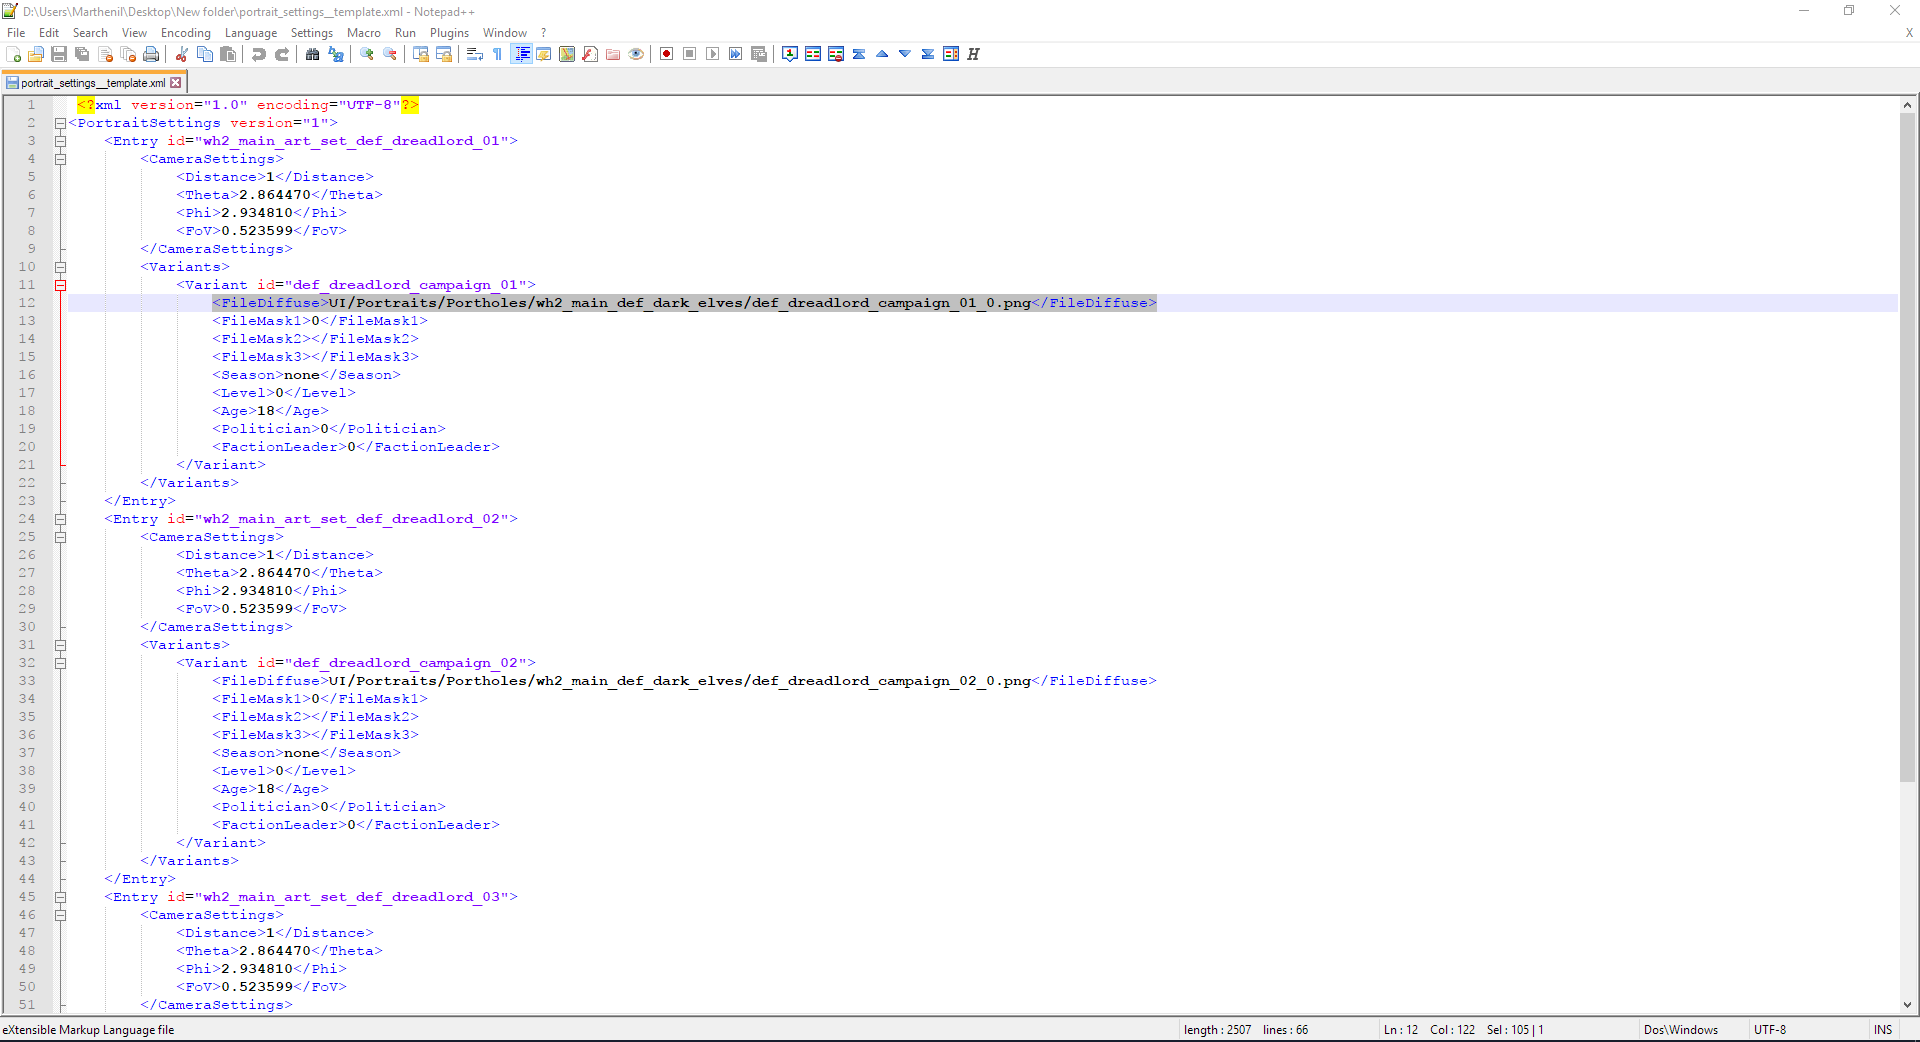 D:\Users\Marthenil\Desktop\New folder\portrait_settings__template.xml - Notepad++
File Edit Search View Encoding Language Settings Macro Run Plugins Window ? X
portrait_settings__template.xml
1 <?xml version="1.0" encoding="UTF-8"?>
2 <PortraitSettings version="1">
3 <Entry id="wh2_main_art_set_def_dreadlord_01">
4 <CameraSettings>
5 <Distance>1</Distance>
6 <Theta>2.864470</Theta>
7 <Phi>2.934810</Phi>
8 <FoV>0.523599</FoV>
9 </CameraSettings>
10 <Variants>
11 <Variant id="def_dreadlord_campaign_01">
12 <FileDiffuse>UI/Portraits/Portholes/wh2_main_def_dark_elves/def_dreadlord_campaign_01_0.png</FileDiffuse>
13 <FileMask1>0</FileMask1>
14 <FileMask2></FileMask2>
15 <FileMask3></FileMask3>
16 <Season>none</Season>
17 <Level>0</Level>
18 <Age>18</Age>
19 <Politician>0</Politician>
20 <FactionLeader>0</FactionLeader>
21 </Variant>
22 </Variants>
23 </Entry>
24 <Entry id="wh2_main_art_set_def_dreadlord_02">
25 <CameraSettings>
26 <Distance>1</Distance>
27 <Theta>2.864470</Theta>
28 <Phi>2.934810</Phi>
29 <FoV>0.523599</FoV>
30 </CameraSettings>
31 <Variants>
32 <Variant id="def_dreadlord_campaign_02">
33 <FileDiffuse>UI/Portraits/Portholes/wh2_main_def_dark_elves/def_dreadlord_campaign_02_0.png</FileDiffuse>
34 <FileMask1>0</FileMask1>
35 <FileMask2></FileMask2>
36 <FileMask3></FileMask3>
37 <Season>none</Season>
38 <Level>0</Level>
39 <Age>18</Age>
40 <Politician>0</Politician>
41 <FactionLeader>0</FactionLeader>
42 </Variant>
43 </Variants>
44 </Entry>
45 <Entry id="wh2_main_art_set_def_dreadlord_03">
46 <CameraSettings>
47 <Distance>1</Distance>
48 <Theta>2.864470</Theta>
49 <Phi>2.934810</Phi>
50 <FoV>0.523599</FoV>
51 </CameraSettings>
eXtensible Markup Language file length : 2507 lines : 66 Ln : 12 Col : 122 Sel : 105 | 1 Dos\Windows UTF-8 INS